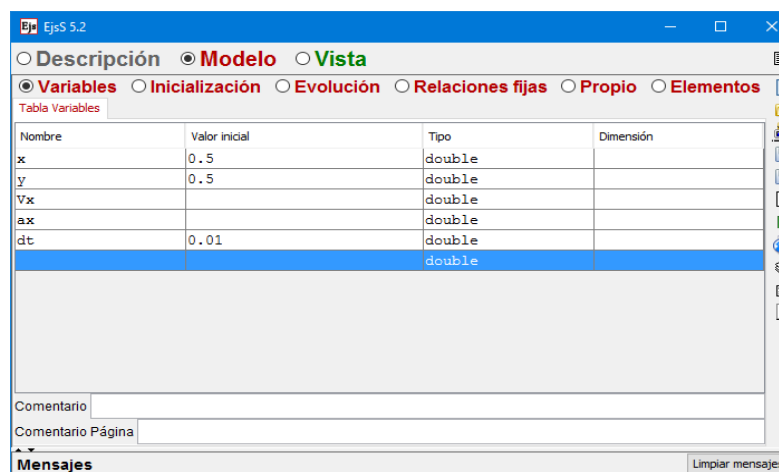 Ejs EjsS 5.2
Descripción Modelo Vista
Variables Inicialización Evolución Relaciones fijas Propio Elementos
Tabla Variables
Nombre Valor inicial Tipo Dimensión
x 0.5 double
y 0.5 double
Vx double
ax double
dt 0.01 double
double
Comentario
Comentario Página
Mensajes Limpiar mensaje